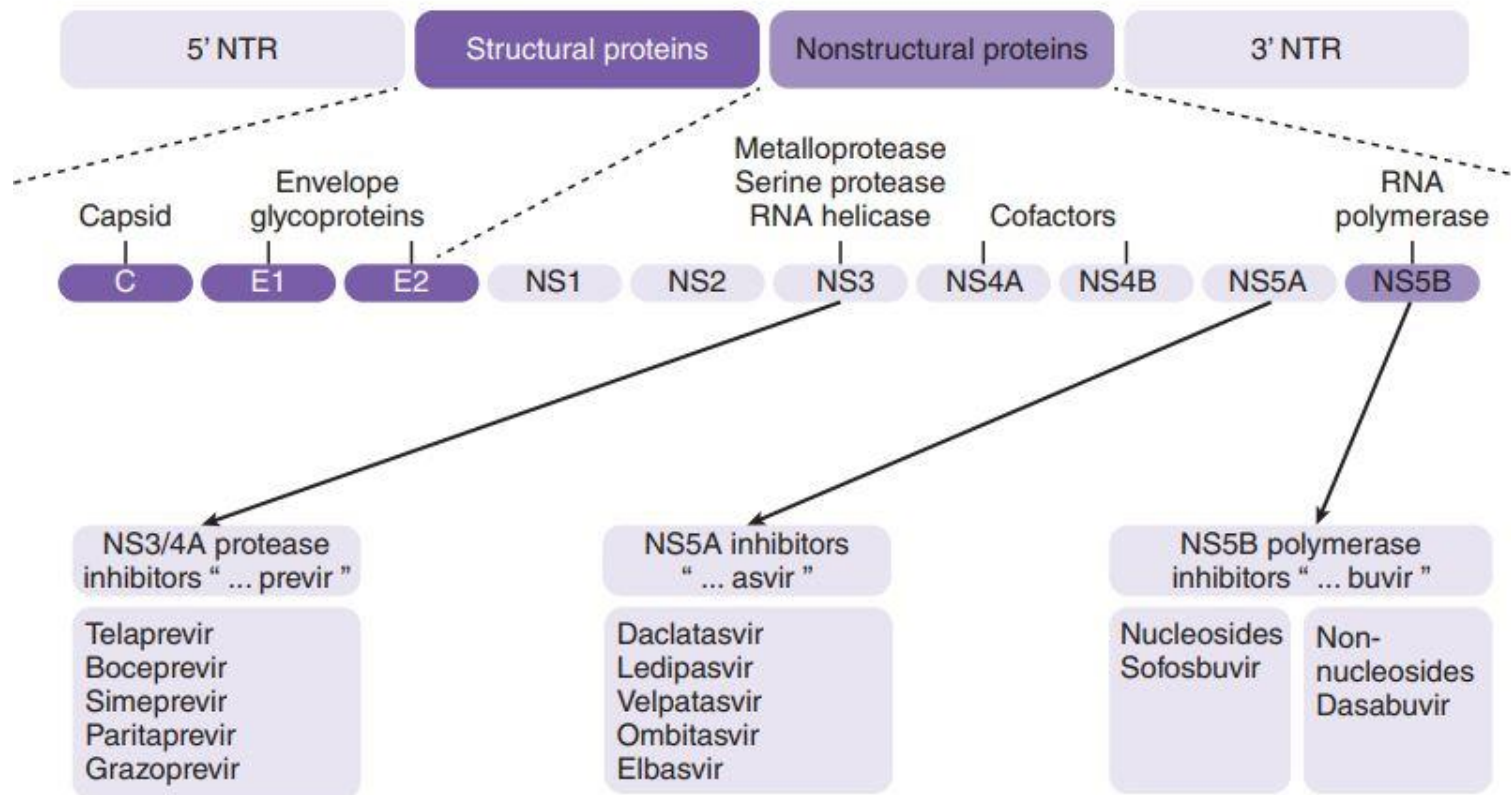 5’ NTR
Structural proteins
Nonstructural proteins
3’ NTR
Capsid
Envelope
glycoproteins
Metalloprotease
Serine protease
RNA helicase
Cofactors
RNA
polymerase
C
E1
E2
NS1
NS2
NS3
NS4A
NS4B
NS5A
NS5B
NS3/4A protease
inhibitors “ ... previr ”
Telaprevir
Boceprevir
Simeprevir
Paritaprevir
Grazoprevir
NS5A inhibitors
“ ... asvir ”
Daclatasvir
Ledipasvir
Velpatasvir
Ombitasvir
Elbasvir
NS5B polymerase
inhibitors “ ... buvir ”
Nucleosides
Sofosbuvir
Non-
nucleosides
Dasabuvir